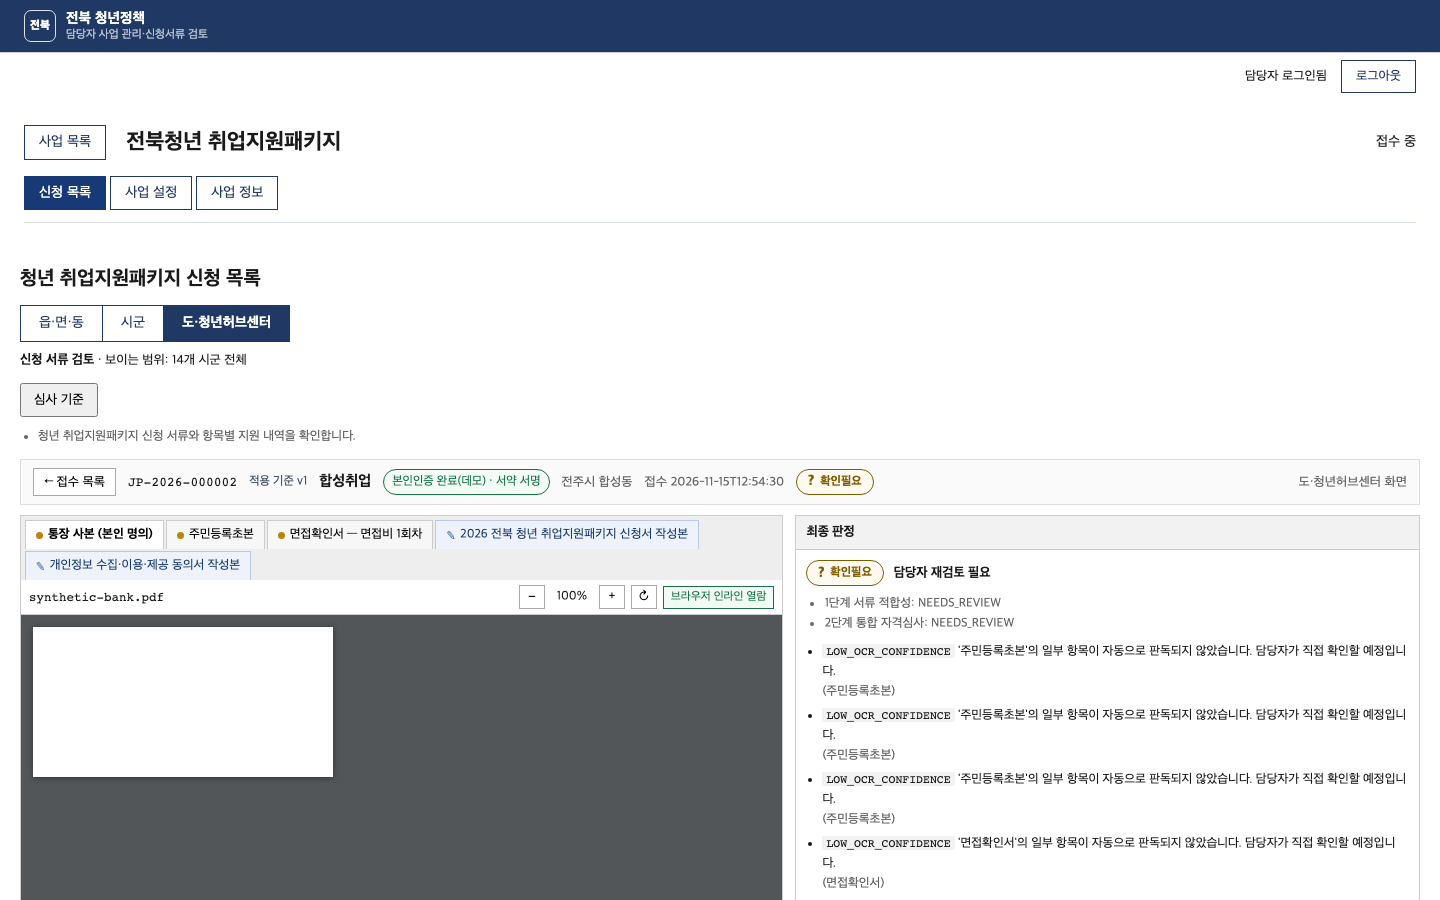 전북
전북 청년정책
담당자 사업 관리·신청서류 검토
담당자 로그인됨
로그아웃
사업 목록
전북청년 취업지원패키지
접수 중
신청 목록
사업 설정
사업 정보
청년 취업지원패키지 신청 목록
읍·면·동
시군
도·청년허브센터
신청 서류 검토 · 보이는 범위: 14개 시군 전체
심사 기준
청년 취업지원패키지 신청 서류와 항목별 지원 내역을 확인합니다.
← 접수 목록
JP-2026-000002
적용 기준 v1
합성취업
본인인증 완료(데모) · 서약 서명
전주시 합성동
접수 2026-11-15T12:54:30
? 확인필요
도·청년허브센터 화면
통장 사본 (본인 명의)
주민등록초본
면접확인서 — 면접비 1회차
✎ 2026 전북 청년 취업지원패키지 신청서 작성본
✎ 개인정보 수집·이용·제공 동의서 작성본
synthetic-bank.pdf
−
100%
+
↻
브라우저 인라인 열람
최종 판정
? 확인필요
담당자 재검토 필요
1단계 서류 적합성: NEEDS_REVIEW
2단계 통합 자격심사: NEEDS_REVIEW
LOW_OCR_CONFIDENCE '주민등록초본'의 일부 항목이 자동으로 판독되지 않았습니다. 담당자가 직접 확인할 예정입니
다.
(주민등록초본)
LOW_OCR_CONFIDENCE '주민등록초본'의 일부 항목이 자동으로 판독되지 않았습니다. 담당자가 직접 확인할 예정입니
다.
(주민등록초본)
LOW_OCR_CONFIDENCE '주민등록초본'의 일부 항목이 자동으로 판독되지 않았습니다. 담당자가 직접 확인할 예정입니
다.
(주민등록초본)
LOW_OCR_CONFIDENCE '면접확인서'의 일부 항목이 자동으로 판독되지 않았습니다. 담당자가 직접 확인할 예정입니
다.
(면접확인서)